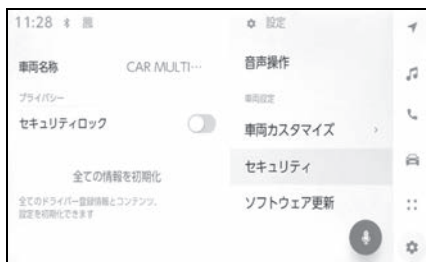 11:28
設定
車両名称
CAR MULTI…
プライバシー
セキュリティロック
全ての情報を初期化
全てのドライバー登録情報とコンテンツ、
設定を初期化できます
音声操作
車両設定
車両カスタマイズ
セキュリティ
ソフトウェア更新